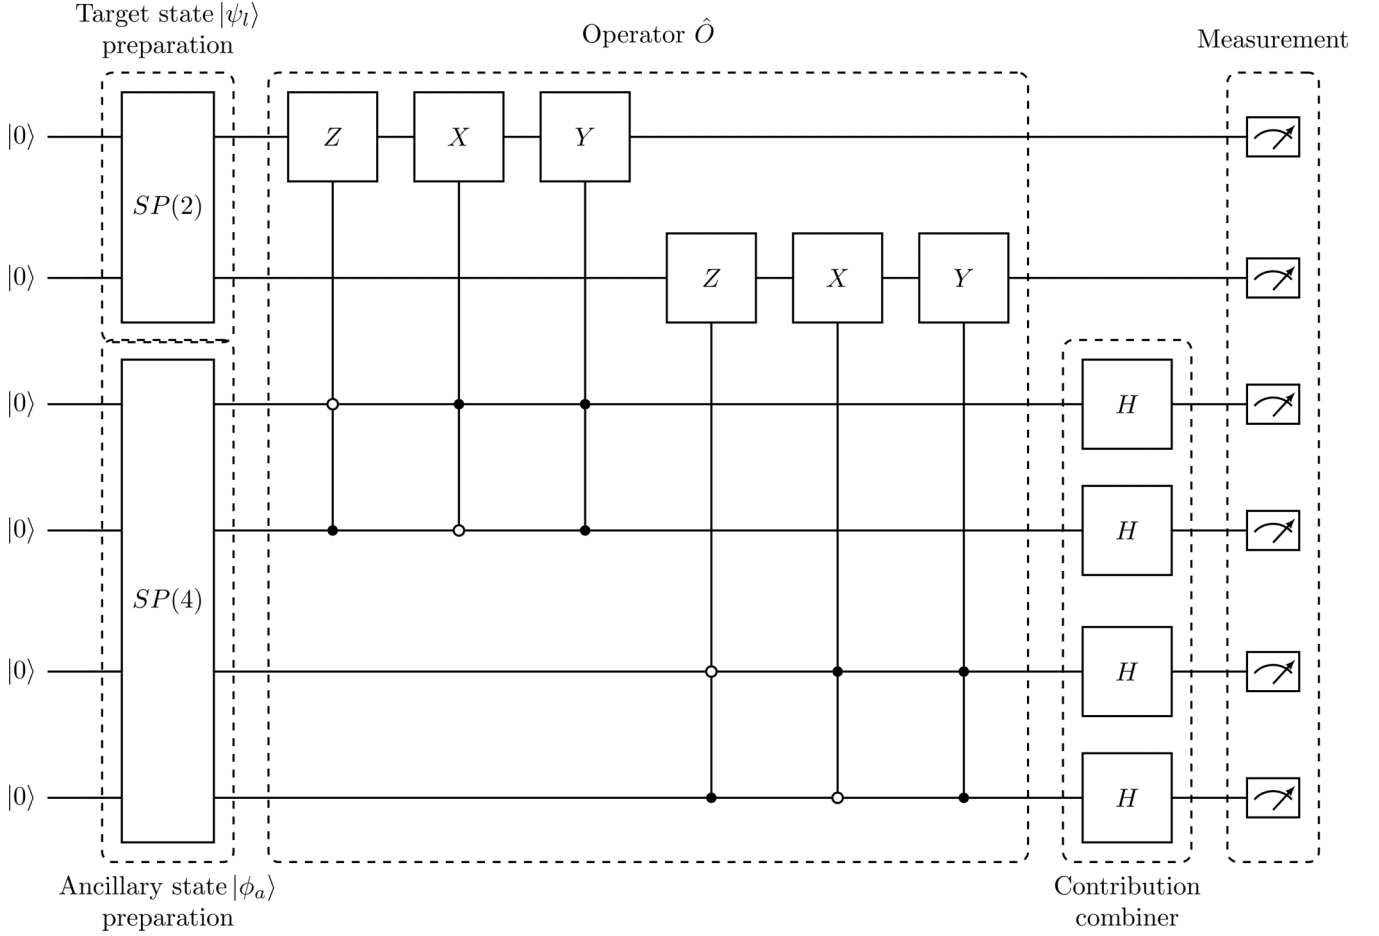 Target state |ψ_l⟩
preparation
Operator Ô
Measurement
|0⟩ Z X Y
SP(2)
|0⟩ Z X Y
|0⟩ H
|0⟩ H
SP(4)
|0⟩ H
|0⟩ H
Ancillary state |ϕ_a⟩
preparation
Contribution
combiner